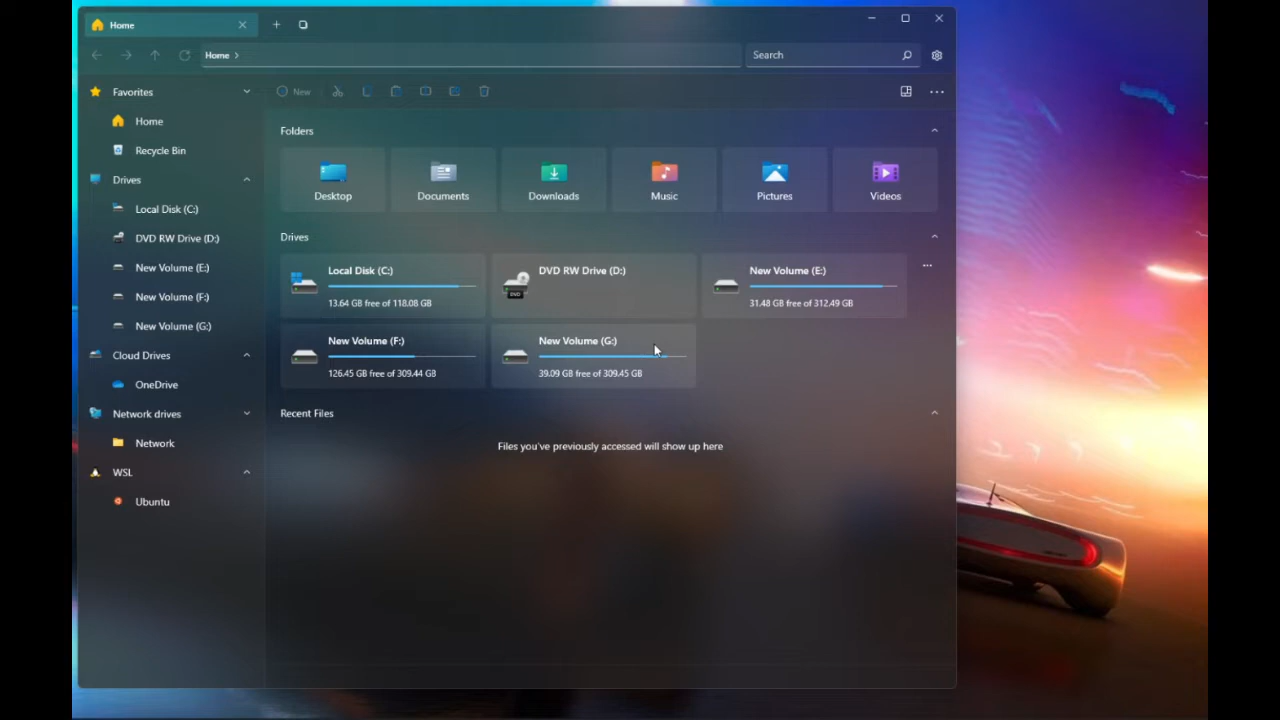 Home
Home
Search
Favorites
New
Home
Recycle Bin
Drives
Local Disk (C:)
DVD RW Drive (D:)
New Volume (E:)
New Volume (F:)
New Volume (G:)
Cloud Drives
OneDrive
Network drives
Network
WSL
Ubuntu
Folders
Desktop
Documents
Downloads
Music
Pictures
Videos
Drives
Local Disk (C:)
13.64 GB free of 118.08 GB
DVD RW Drive (D:)
DVD
New Volume (E:)
31.48 GB free of 312.49 GB
New Volume (F:)
126.45 GB free of 309.44 GB
New Volume (G:)
39.09 GB free of 309.45 GB
Recent Files
Files you've previously accessed will show up here